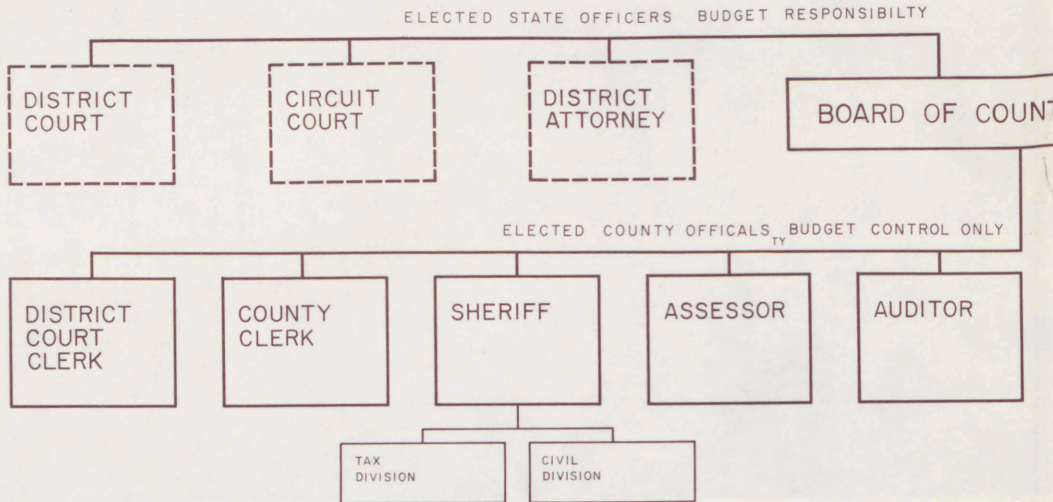 ELECTED STATE OFFICERS BUDGET RESPONSIBILTY
DISTRICT
COURT
CIRCUIT
COURT
DISTRICT
ATTORNEY
BOARD OF COUNT
ELECTED COUNTY OFFICALS TY BUDGET CONTROL ONLY
DISTRICT
COURT
CLERK
COUNTY
CLERK
SHERIFF
ASSESSOR
AUDITOR
TAX
DIVISION
CIVIL
DIVISION